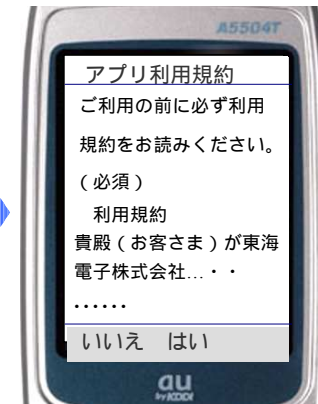 A5504T
アプリ利用規約
ご利用の前に必ず利用
規約をお読みください。
(必須)
利用規約
貴殿(お客さま)が東海
電子株式会社…・・
・・・・・・
いいえ はい
au
by KDDI